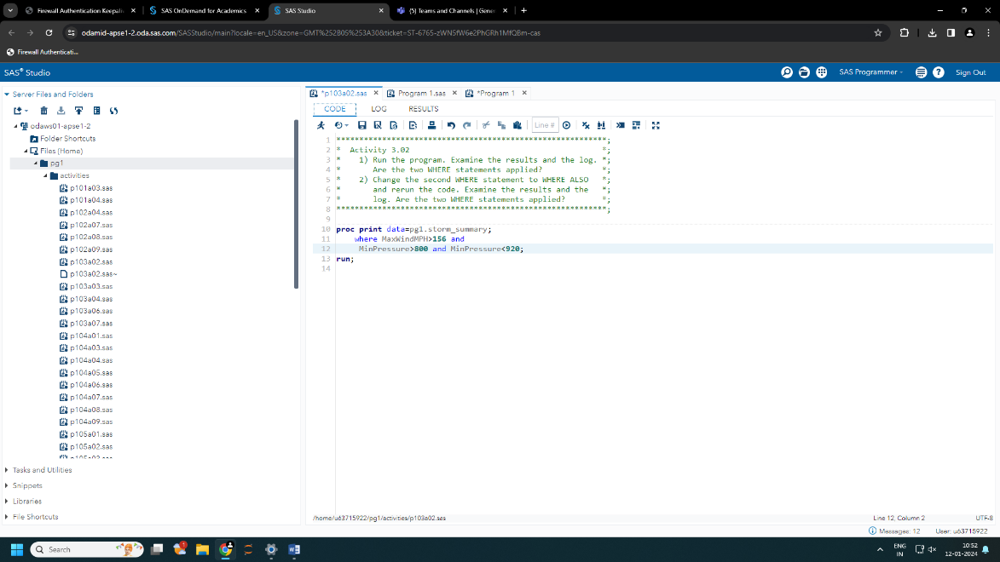 Firewall Authentication Keepali
SAS OnDemand for Academics
SAS Studio
(5) Teams and Channels | Gener
odamid-apse1-2.oda.sas.com/SASStudio/main?locale=en_US&zone=GMT%252B05%253A30&ticket=ST-6765-zWN5fW6e2PhGRh1MfQBm-cas
Firewall Authenticati...
SAS® Studio
SAS Programmer
Sign Out
Server Files and Folders
odaws01-apse1-2
Folder Shortcuts
Files (Home)
pg1
activities
p101a03.sas
p101a04.sas
p102a04.sas
p102a07.sas
p102a08.sas
p102a09.sas
p103a02.sas
p103a02.sas~
p103a03.sas
p103a04.sas
p103a06.sas
p103a07.sas
p104a01.sas
p104a03.sas
p104a04.sas
p104a05.sas
p104a06.sas
p104a07.sas
p104a08.sas
p104a09.sas
p105a01.sas
p105a02.sas
Tasks and Utilities
Snippets
Libraries
File Shortcuts
*p103a02.sas
Program 1.sas
*Program 1
CODE
LOG
RESULTS
Line #
1 ***********************************************************;
2 *  Activity 3.02                                          *;
3 *    1) Run the program. Examine the results and the log. *;
4 *       Are the two WHERE statements applied?             *;
5 *    2) Change the second WHERE statement to WHERE ALSO   *;
6 *       and rerun the code. Examine the results and the   *;
7 *       log. Are the two WHERE statements applied?        *;
8 ***********************************************************;
9
10 proc print data=pg1.storm_summary;
11     where MaxWindMPH>156 and
12      MinPressure>800 and MinPressure<920;
13 run;
14
/home/u63715922/pg1/activities/p103a02.sas
Line 12, Column 2
UTF-8
Messages: 12
User: u63715922
Search
1
ENG
IN
10:52
12-01-2024